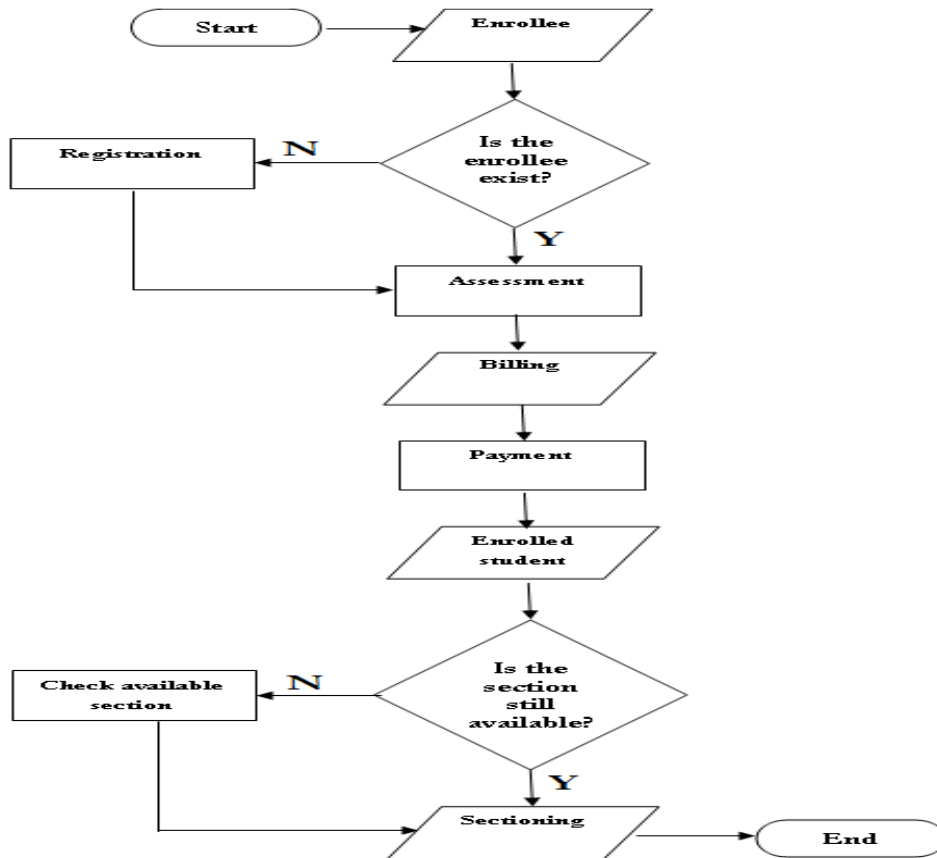 Start
Enrollee
Is the
enrollee
exist?
N
Registration
Y
Assessment
Billing
Payment
Enrolled
student
Is the
section
still
available?
N
Check available
section
Y
Sectioning
End